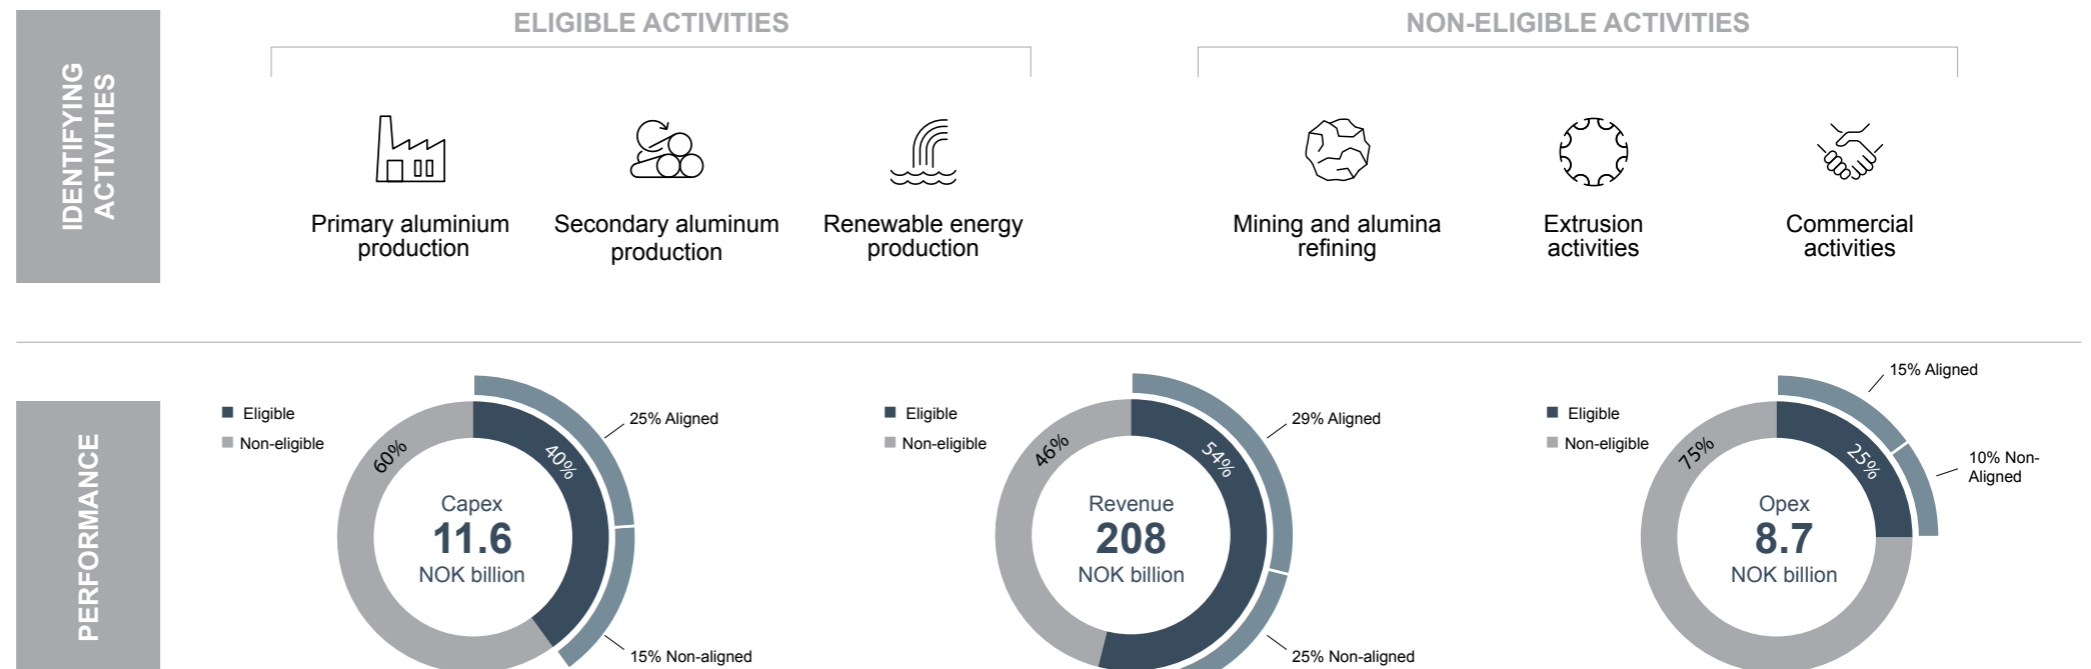 IDENTIFYING
ACTIVITIES
ELIGIBLE ACTIVITIES
NON-ELIGIBLE ACTIVITIES
Primary aluminium
production
Secondary aluminum
production
Renewable energy
production
Mining and alumina
refining
Extrusion
activities
Commercial
activities
PERFORMANCE
Eligible
Non-eligible
60%
40%
25% Aligned
15% Non-aligned
Capex
11.6
NOK billion
Eligible
Non-eligible
46%
54%
29% Aligned
25% Non-aligned
Revenue
208
NOK billion
Eligible
Non-eligible
75%
25%
15% Aligned
10% Non-
Aligned
Opex
8.7
NOK billion